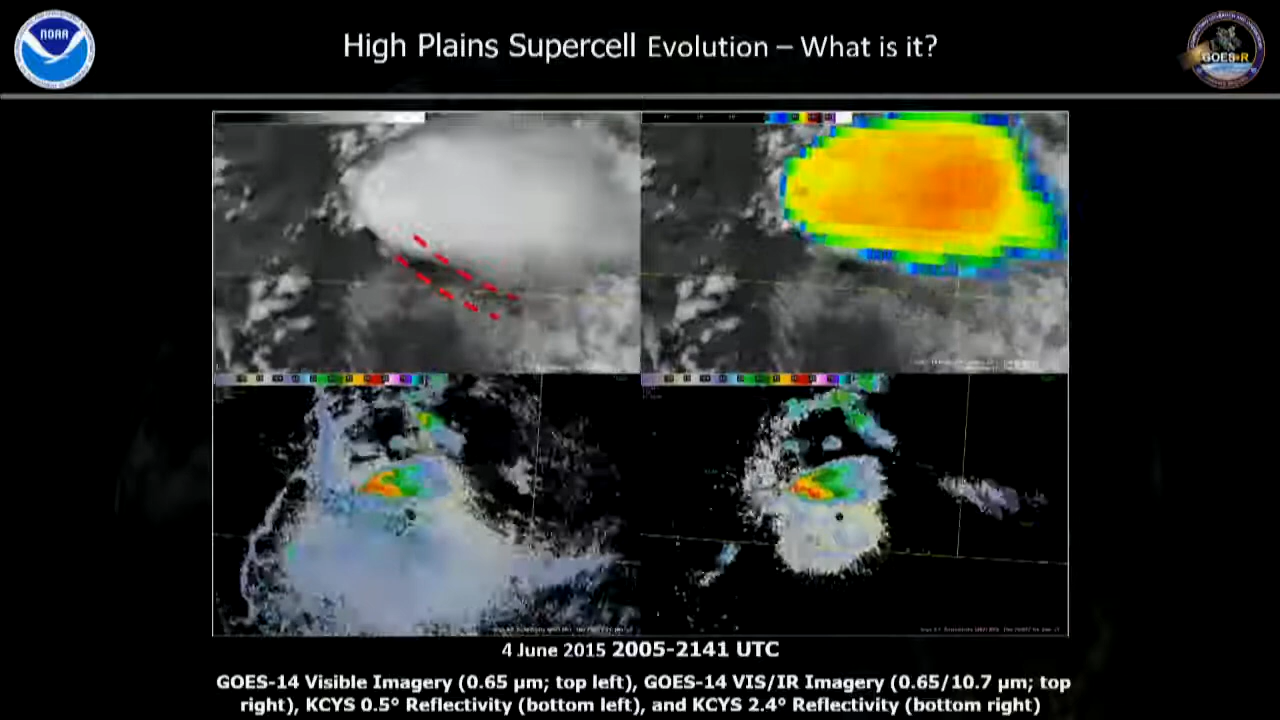 NOAA
High Plains Supercell Evolution – What is it?
GOES-R
4 June 2015 2005-2141 UTC
GOES-14 Visible Imagery (0.65 µm; top left), GOES-14 VIS/IR Imagery (0.65/10.7 µm; top
right), KCYS 0.5° Reflectivity (bottom left), and KCYS 2.4° Reflectivity (bottom right)